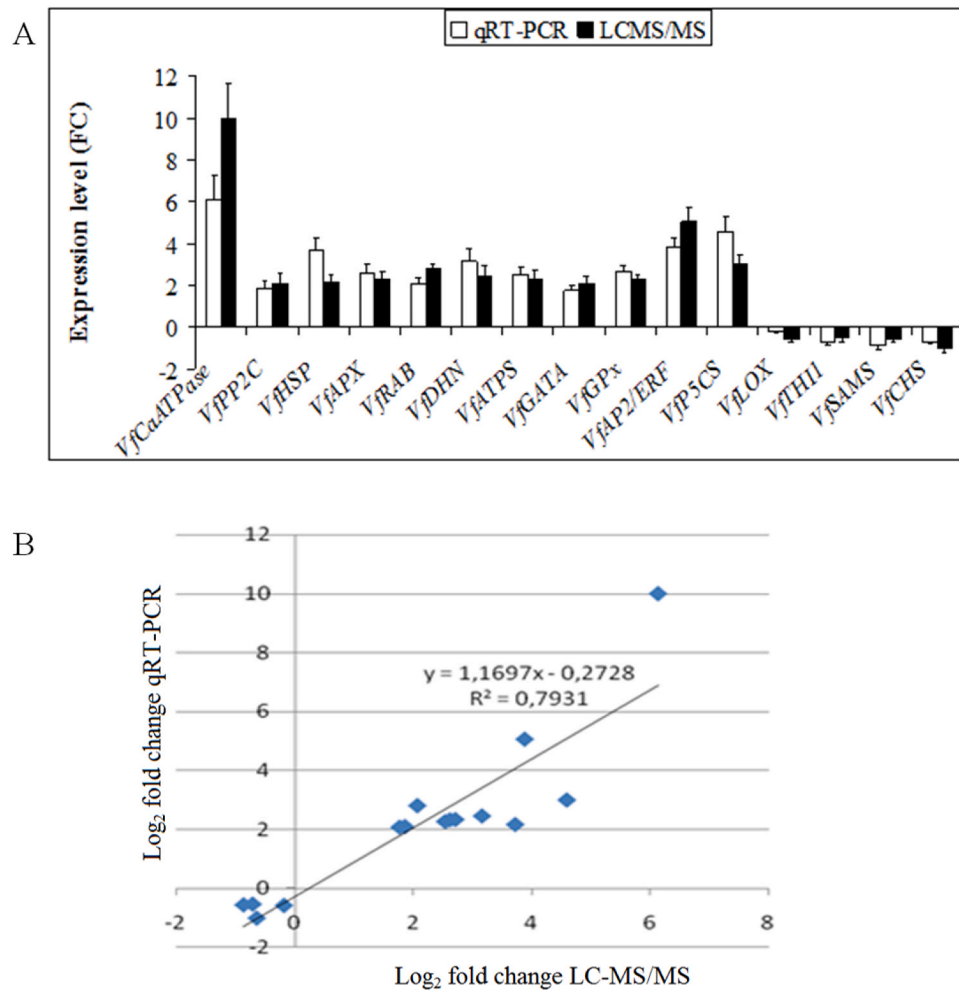 A
qRT-PCR LCMS/MS
Expression level (FC)
12
10
8
6
4
2
0
-2
VfCaATPase
VfPP2C
VfHSP
VfAPX
VfRAB
VfDHN
VfATPS
VfGATA
VfGPx
VfAP2/ERF
VfP5CS
VfLOX
VfTHI1
VfSAMS
VfCHS
B
Log₂ fold change qRT-PCR
12
10
8
6
4
2
0
-2
y = 1,1697x - 0,2728
R² = 0,7931
-2 0 2 4 6 8
Log₂ fold change LC-MS/MS